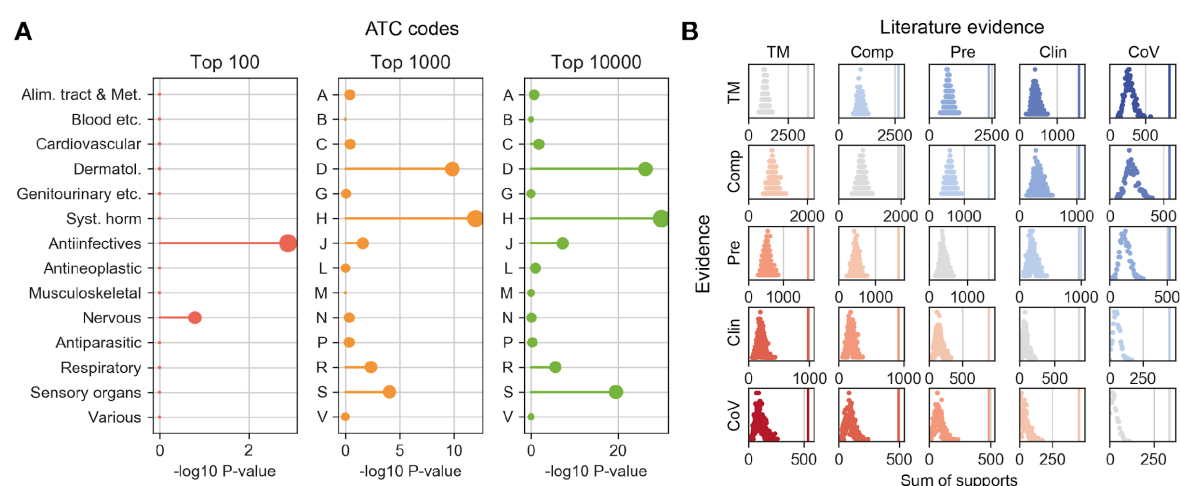 A
ATC codes
Top 100
Top 1000
Top 10000
Alim. tract & Met.
Blood etc.
Cardiovascular
Dermatol.
Genitourinary etc.
Syst. horm
Antiinfectives
Antineoplastic
Musculoskeletal
Nervous
Antiparasitic
Respiratory
Sensory organs
Various
A
B
C
D
G
H
J
L
M
N
P
R
S
V
A
B
C
D
G
H
J
L
M
N
P
R
S
V
0 2
0 5 10
0 20
-log10 P-value
-log10 P-value
-log10 P-value
B
Literature evidence
TM Comp Pre Clin CoV
Evidence
TM
0 2500
0 2500
0 2500
0 1000
0 500
Comp
0 2000
0 2000
0 1000
0 1000
0 500
Pre
0 1000
0 1000
0 1000
0 1000
0 500
Clin
0 1000
0 1000
0 500
0 500
0 250
CoV
0 500
0 500
0 500
0 250
0 250
Sum of supports